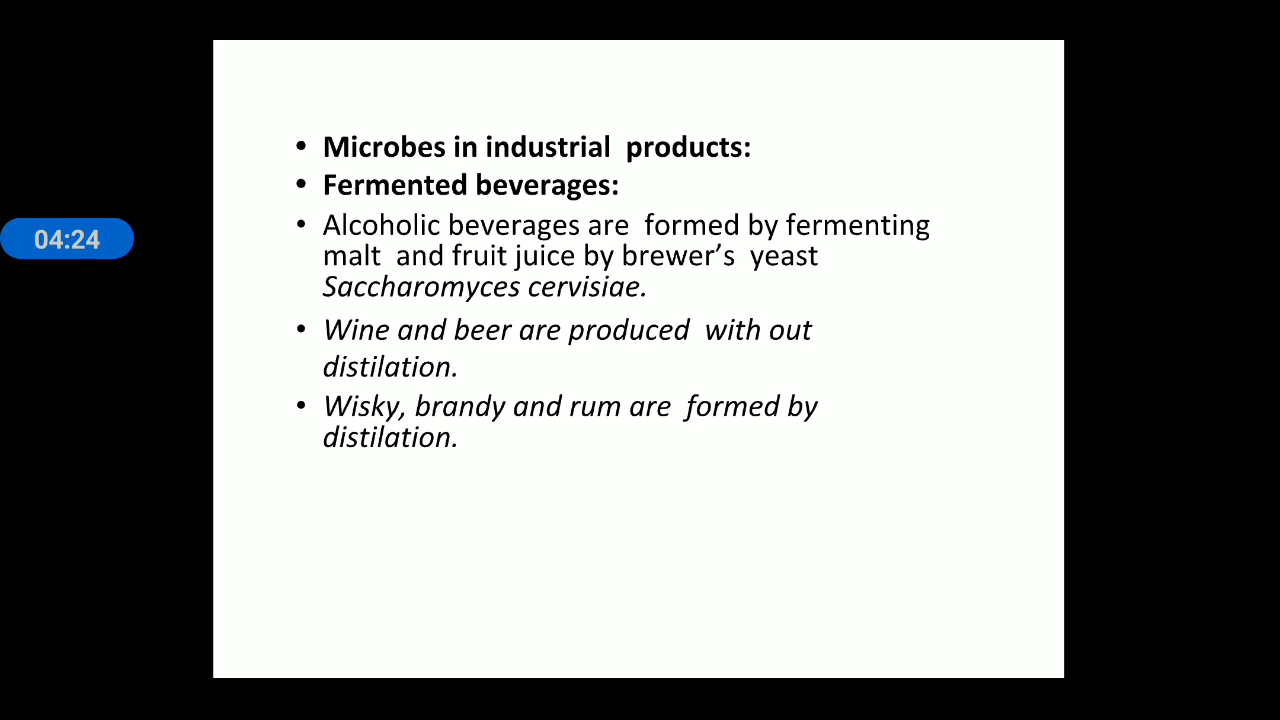 • Microbes in industrial products:
• Fermented beverages:
• Alcoholic beverages are formed by fermenting
malt and fruit juice by brewer’s yeast
Saccharomyces cervisiae.
• Wine and beer are produced with out
distilation.
• Wisky, brandy and rum are formed by
distilation.
04:24